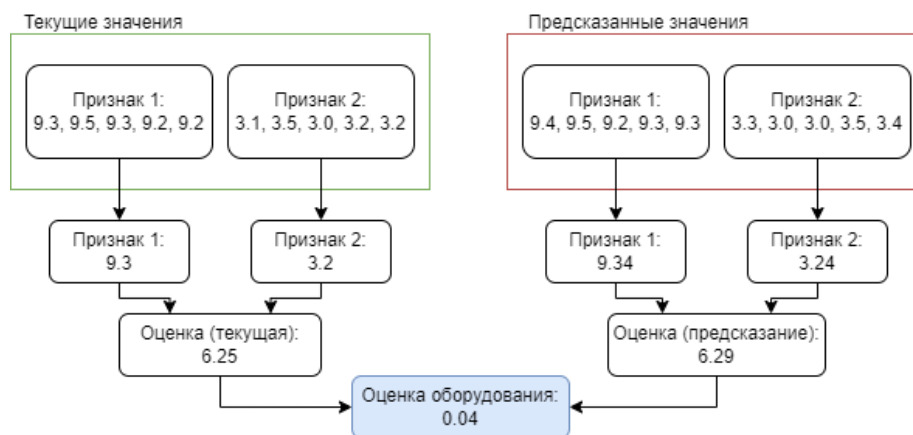 Текущие значения
Предсказанные значения
Признак 1:
9.3, 9.5, 9.3, 9.2, 9.2
Признак 2:
3.1, 3.5, 3.0, 3.2, 3.2
Признак 1:
9.4, 9.5, 9.2, 9.3, 9.3
Признак 2:
3.3, 3.0, 3.0, 3.5, 3.4
Признак 1:
9.3
Признак 2:
3.2
Признак 1:
9.34
Признак 2:
3.24
Оценка (текущая):
6.25
Оценка (предсказание):
6.29
Оценка оборудования:
0.04